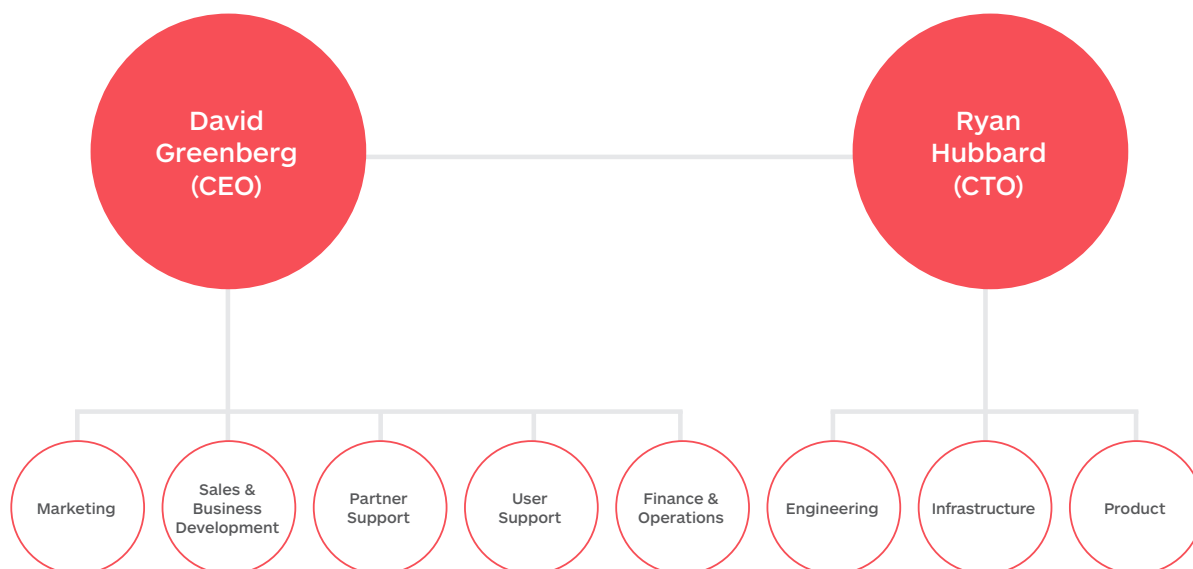 David
Greenberg
(CEO)
Ryan
Hubbard
(CTO)
Marketing
Sales &
Business
Development
Partner
Support
User
Support
Finance &
Operations
Engineering
Infrastructure
Product